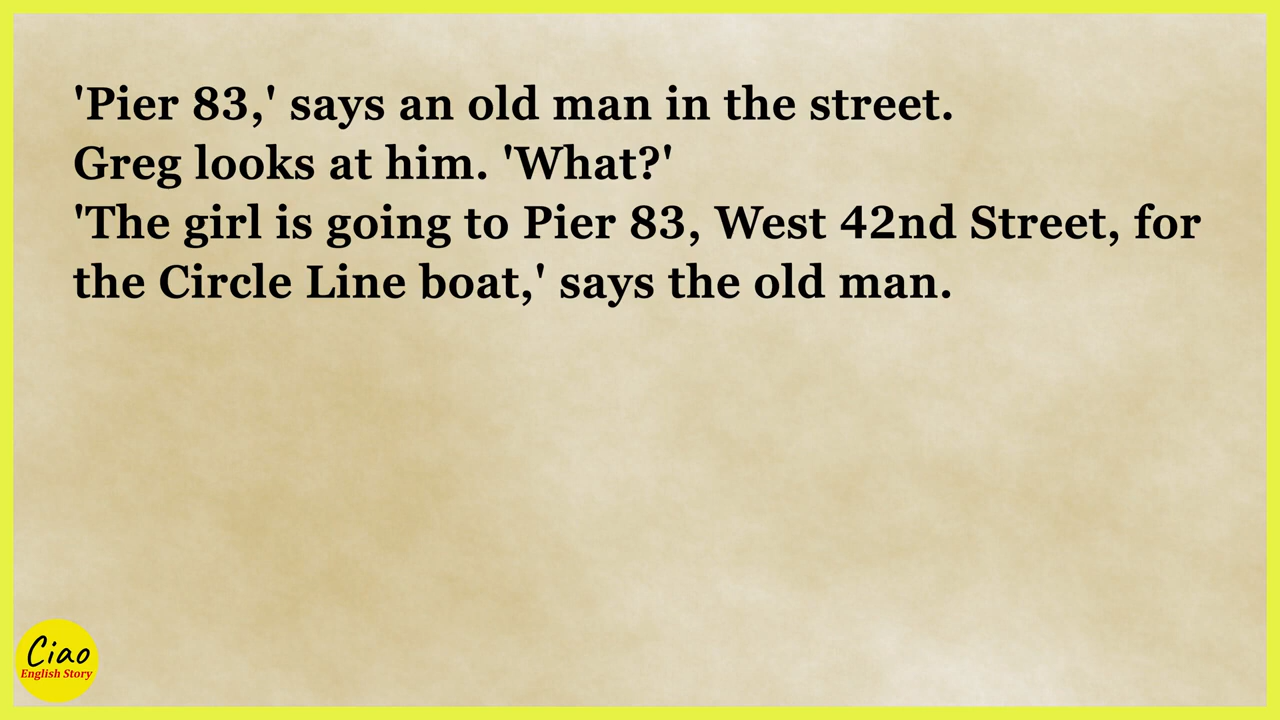 'Pier 83,' says an old man in the street.
Greg looks at him. 'What?'
'The girl is going to Pier 83, West 42nd Street, for
the Circle Line boat,' says the old man.
Ciao
English Story